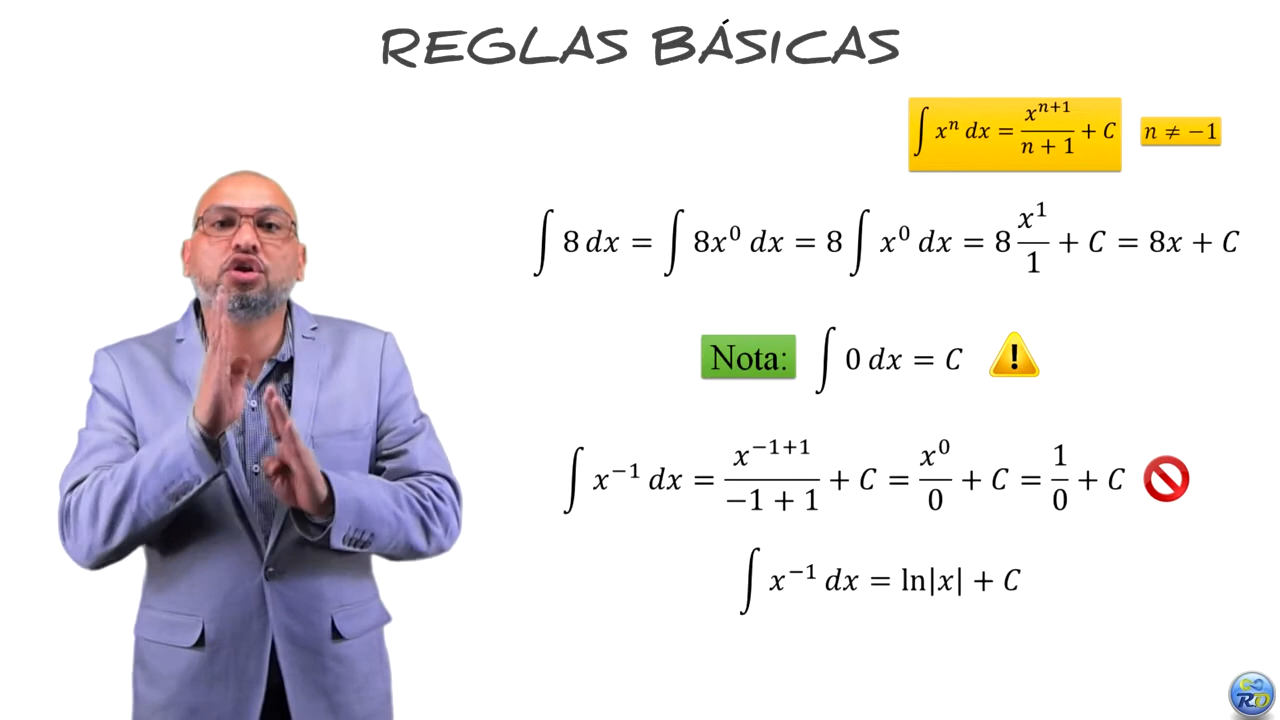 REGLAS BÁSICAS
∫ xⁿ dx = xⁿ⁺¹/(n + 1) + C   n ≠ −1
∫ 8 dx = ∫ 8x⁰ dx = 8 ∫ x⁰ dx = 8 x¹/1 + C = 8x + C
Nota: ∫ 0 dx = C
∫ x⁻¹ dx = x⁻¹⁺¹/(−1 + 1) + C = x⁰/0 + C = 1/0 + C
∫ x⁻¹ dx = ln|x| + C
RD